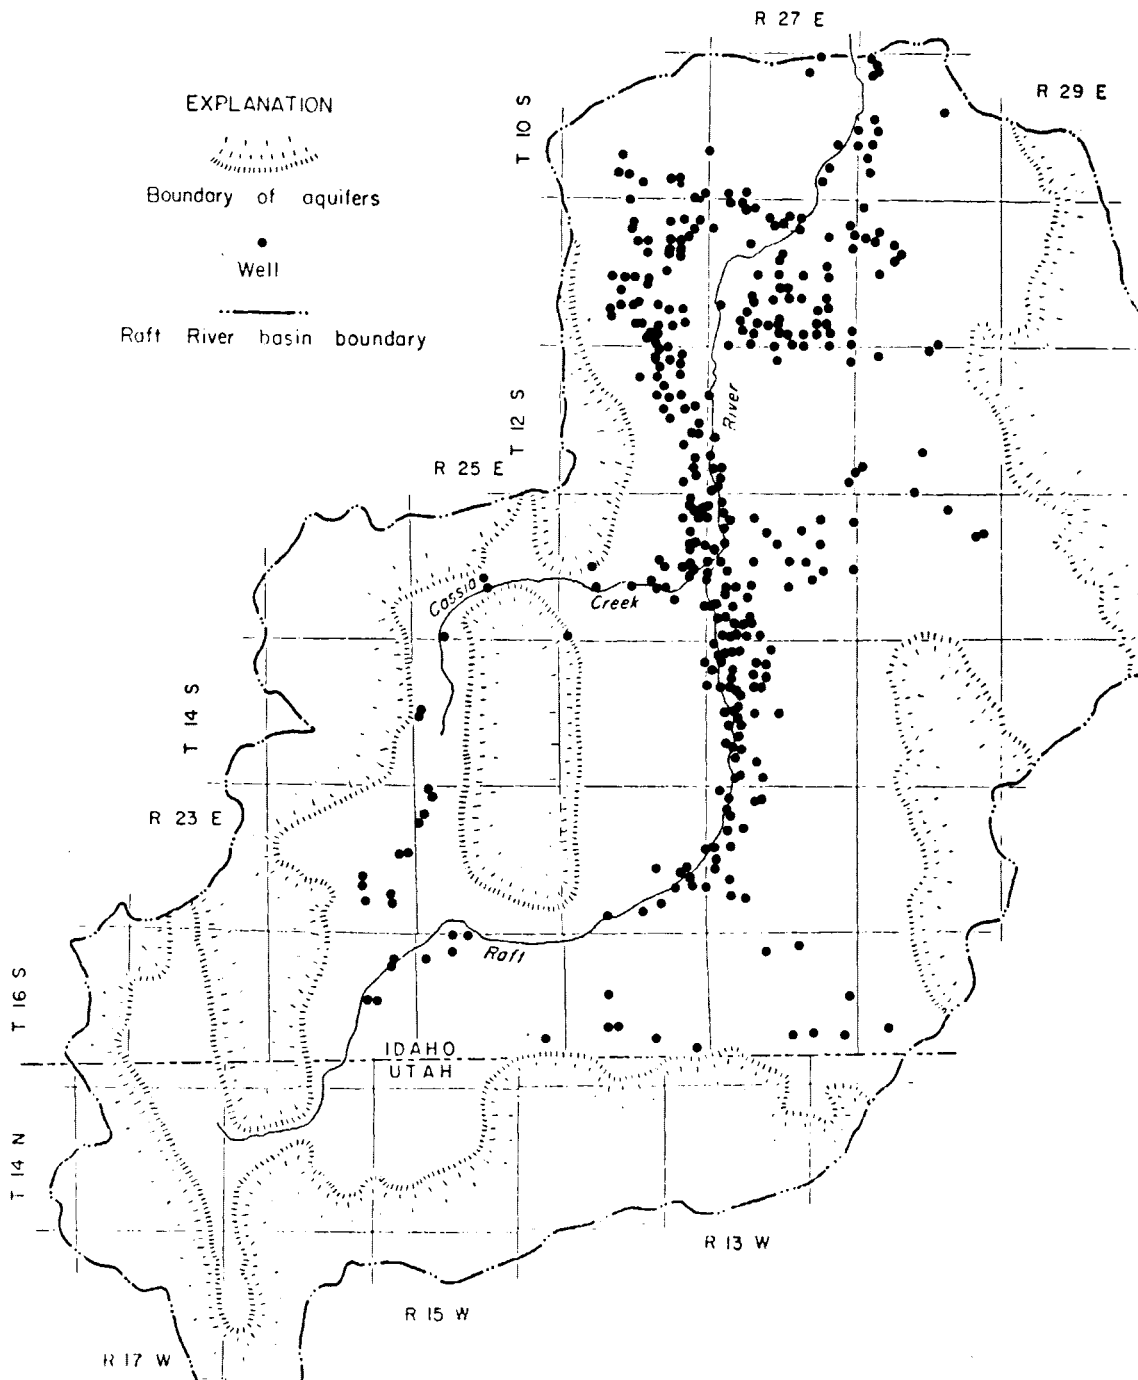 R 27 E
EXPLANATION
R 29 E
T 10 S
Boundary of aquifers
Well
Raft River basin boundary
River
T 12 S
R 25 E
Cassia
Creek
T 14 S
R 23 E
Raft
T 16 S
IDAHO
UTAH
T 14 N
R 13 W
R 15 W
R 17 W